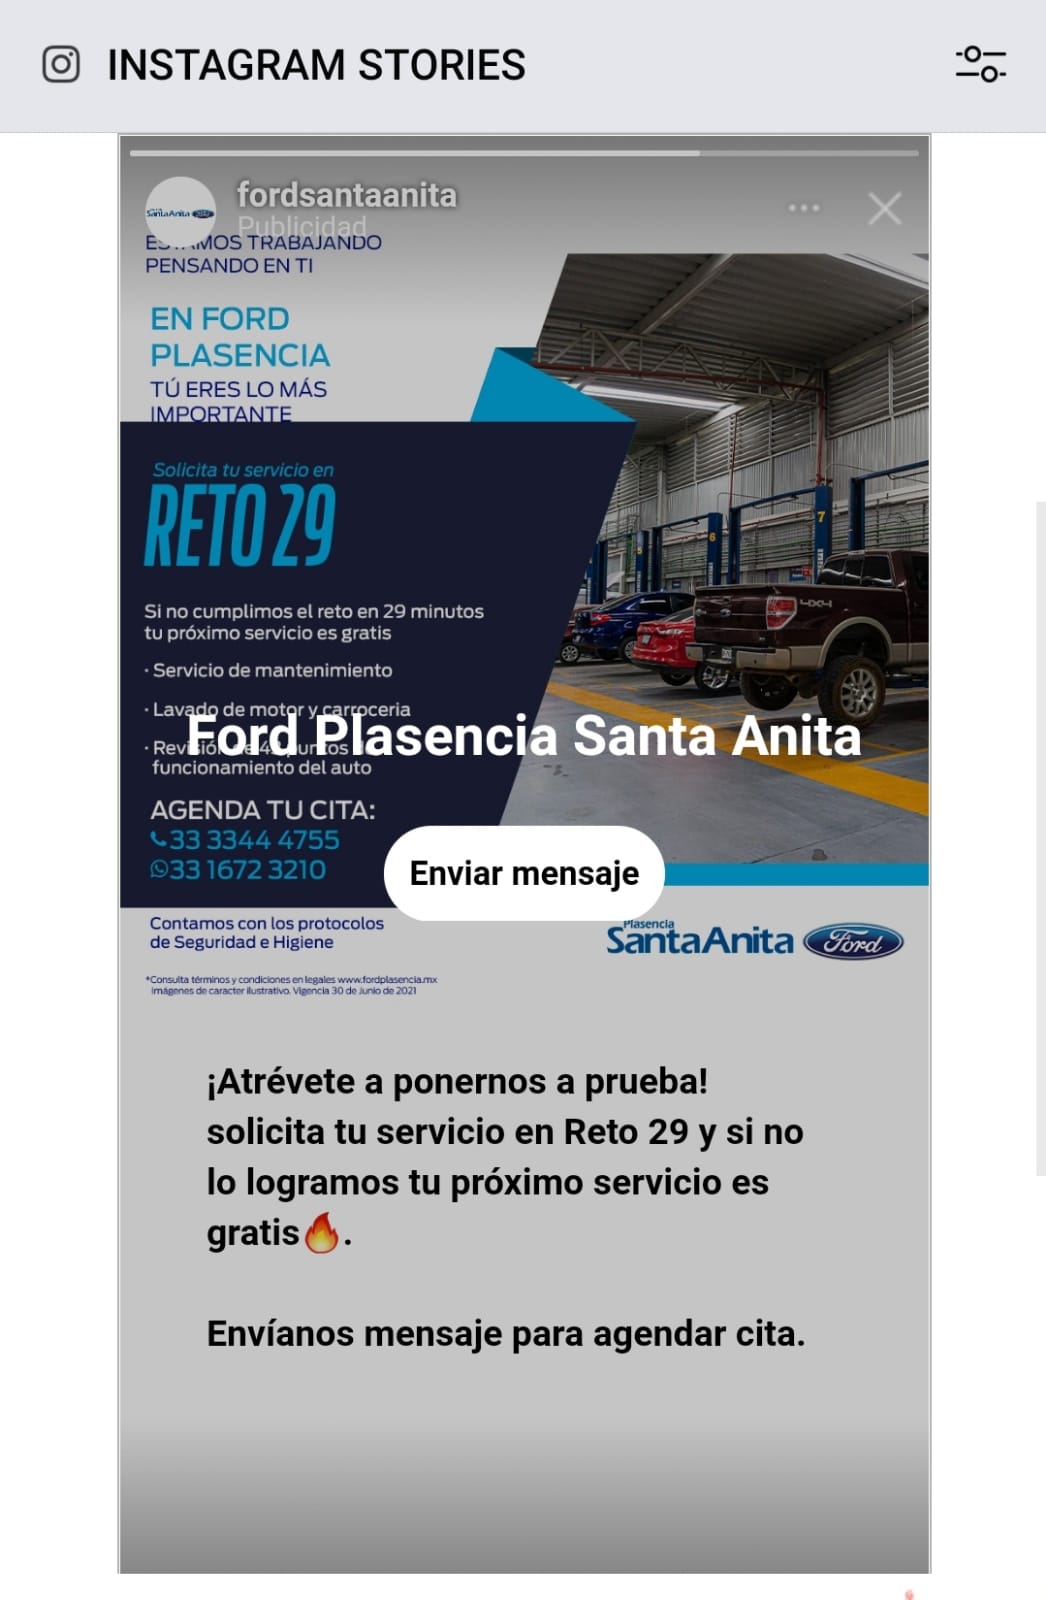 INSTAGRAM STORIES
fordsantaanita
Publicidad
ESTAMOS TRABAJANDO
PENSANDO EN TI
EN FORD
PLASENCIA
TÚ ERES LO MÁS
IMPORTANTE
Solicita tu servicio en
RETO 29
Si no cumplimos el reto en 29 minutos
tu próximo servicio es gratis
· Servicio de mantenimiento
· Lavado de motor y carroceria
Ford Plasencia Santa Anita
· Revisión de puntos
funcionamiento del auto
AGENDA TU CITA:
33 3344 4755
33 1672 3210
Enviar mensaje
Contamos con los protocolos
de Seguridad e Higiene
Plasencia
SantaAnita Ford
*Consulta términos y condiciones en legales www.fordplasencia.mx
Imágenes de caracter ilustrativo. Vigencia 30 de Junio de 2021
5
6
7
4x4
¡Atrévete a ponernos a prueba!
solicita tu servicio en Reto 29 y si no
lo logramos tu próximo servicio es
gratis🔥.
Envíanos mensaje para agendar cita.